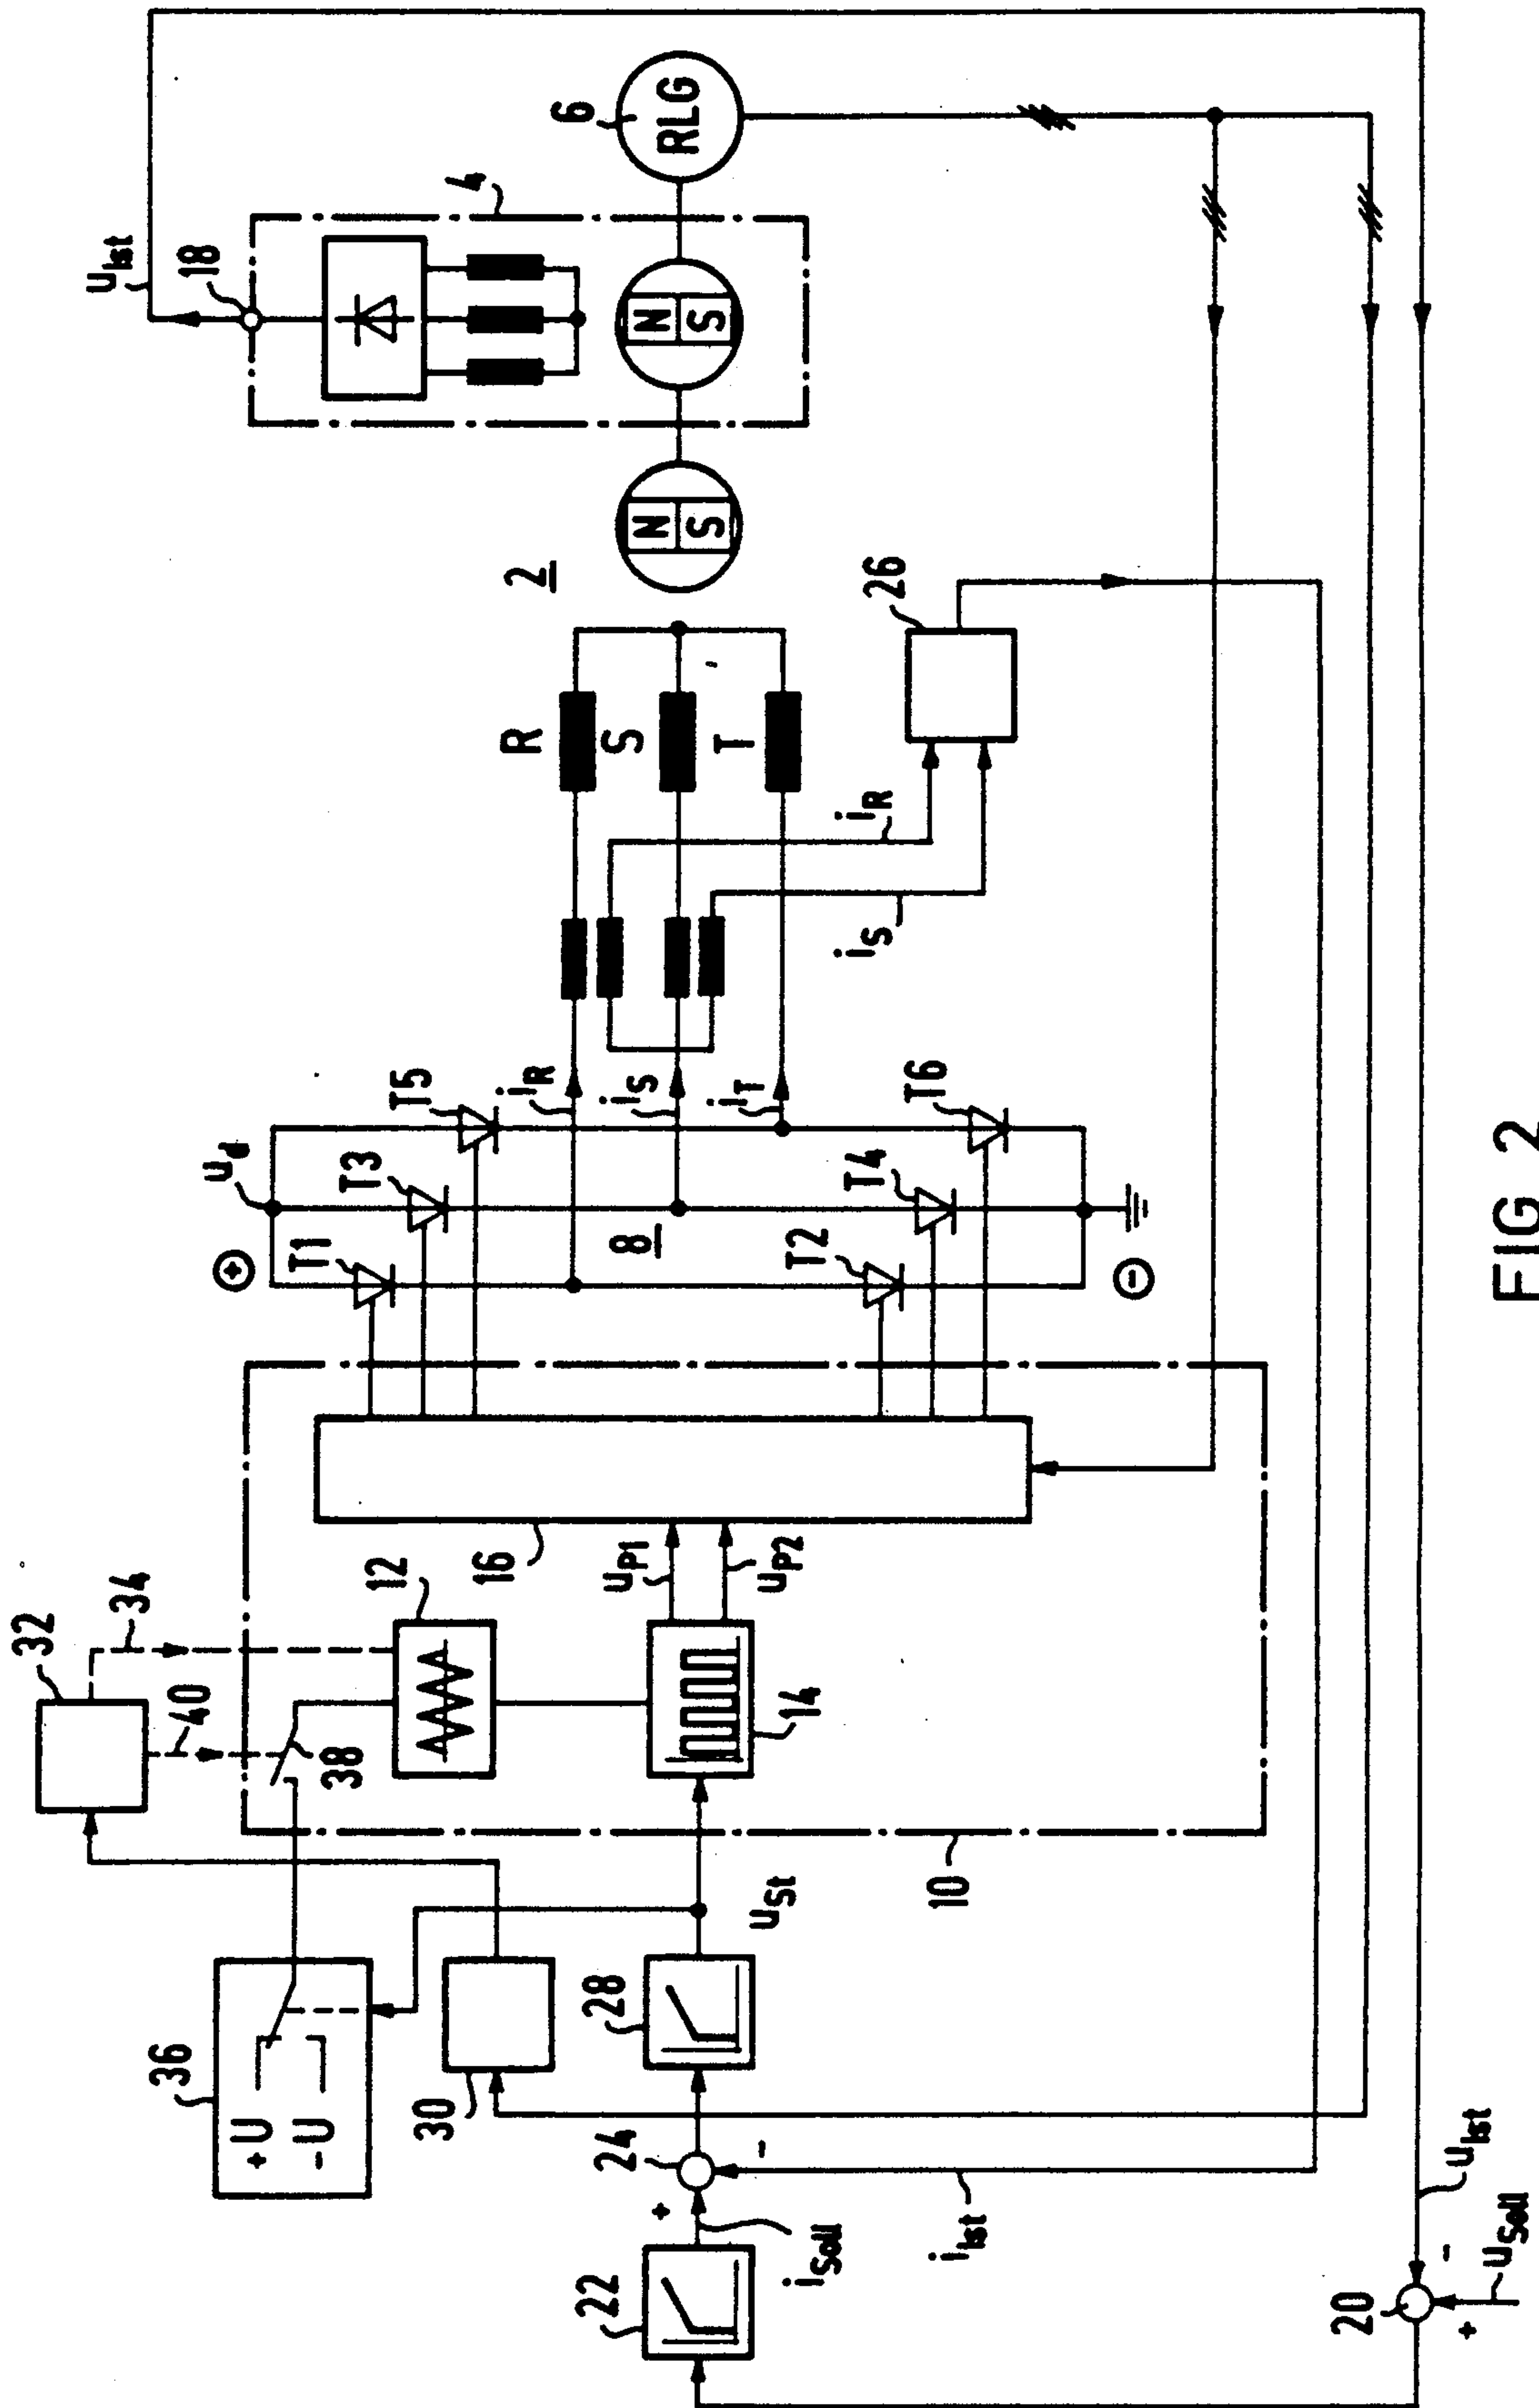 u_Ist
18
4
6
RLG
N
S
N
S
2
26
R
S
T
i_R
i_S
i_R
i_S
i_T
u_d
T1
T3
T5
8
T2
T4
T6
+
-
32
34
40
38
12
16
u_P1
u_P2
14
10
36
+U
-U
30
28
u_St
24
+
-
22
i_Soll
i_Ist
20
-
+
u_Ist
u_Soll
FIG 2